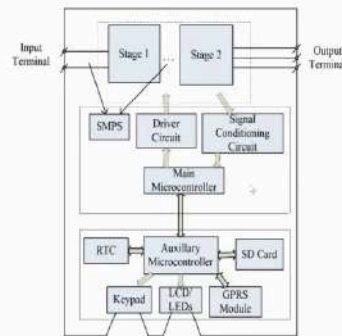 Input
Terminal
Stage 1
...
Stage 2
Output
Terminal
SMPS
Driver
Circuit
Signal
Conditioning
Circuit
Main
Microcontroller
RTC
Auxillary
Microcontroller
SD Card
Keypad
LCD/
LEDs
GPRS
Module